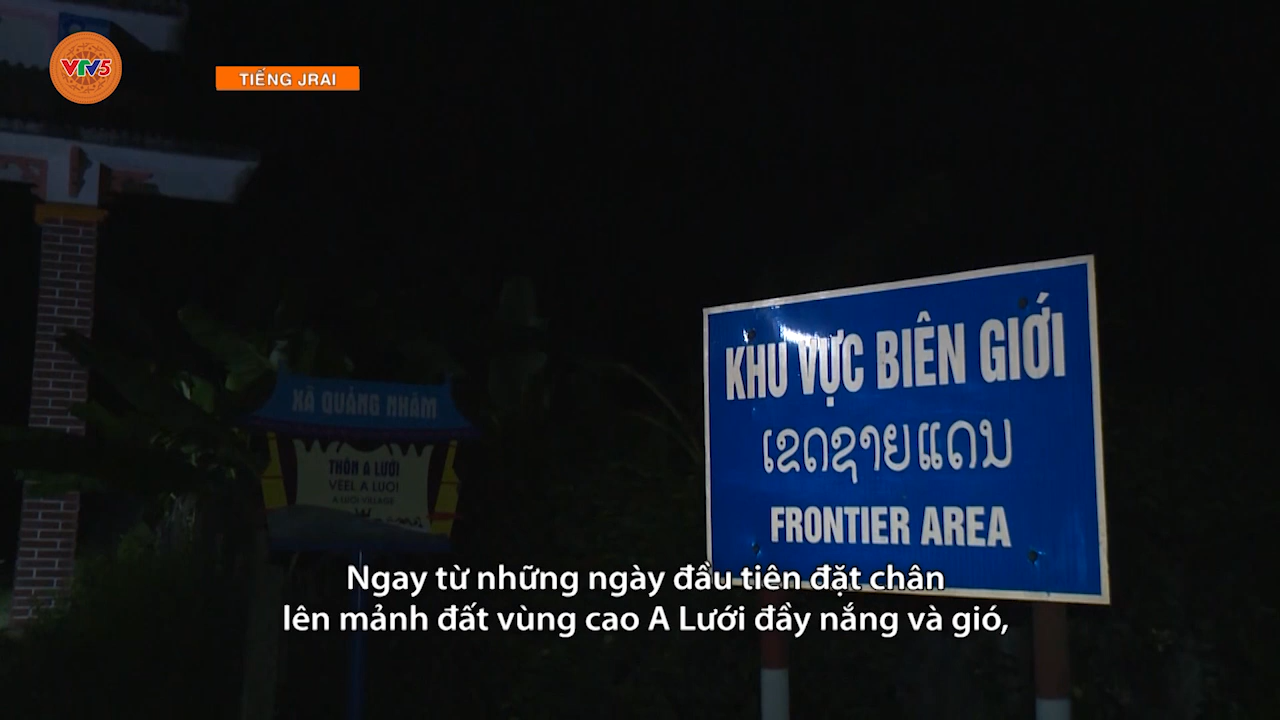 VTV5
TIẾNG JRAI
KHU VỰC BIÊN GIỚI
ເຂດຊາຍແດນ
FRONTIER AREA
XÃ QUẢNG NHÂM
THÔN A LƯỚI
VEEL A LƯỚI
A LƯỚI VILLAGE
Ngay từ những ngày đầu tiên đặt chân
lên mảnh đất vùng cao A Lưới đầy nắng và gió,